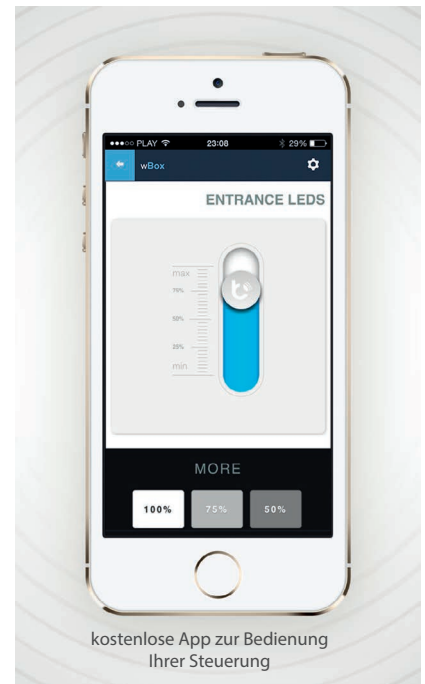 PLAY 23:08 29%
wBox
ENTRANCE LEDS
max
75%
50%
25%
min
MORE
100% 75% 50%
kostenlose App zur Bedienung
Ihrer Steuerung